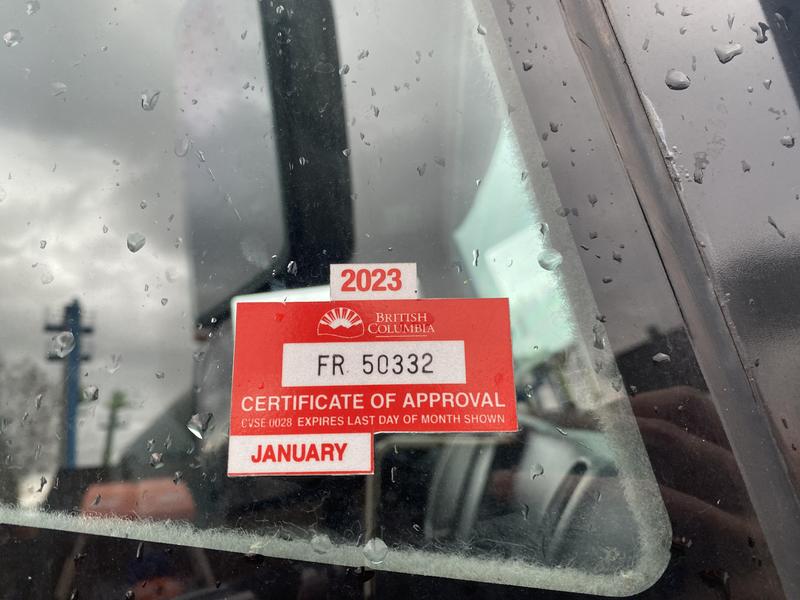 2023
BRITISH
COLUMBIA
FR 50332
CERTIFICATE OF APPROVAL
CVSE 0028 EXPIRES LAST DAY OF MONTH SHOWN
JANUARY